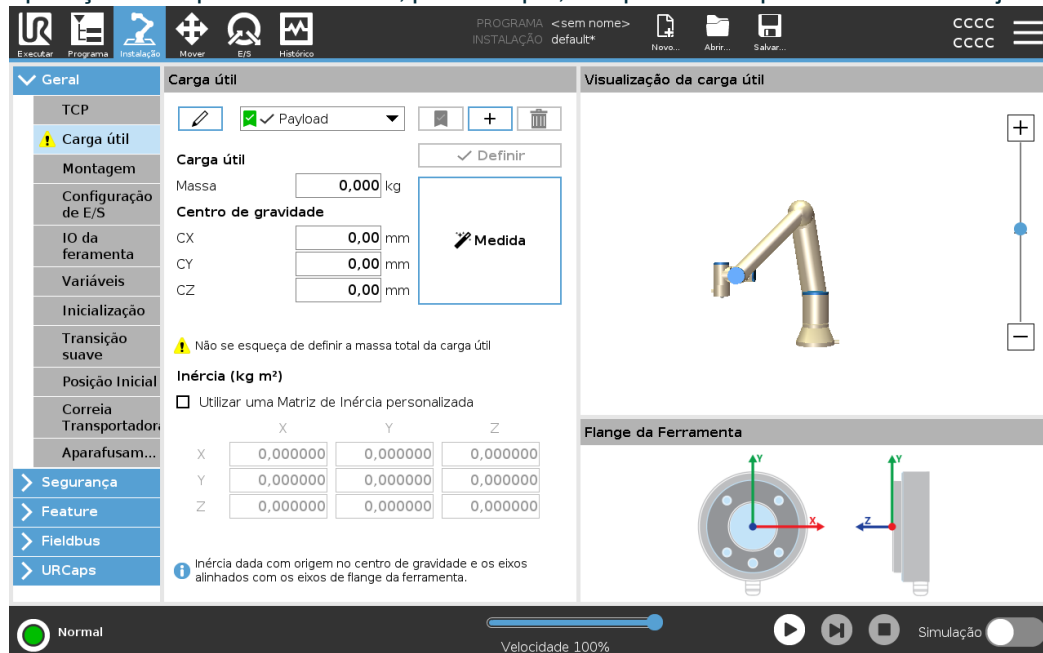 PROGRAMA <sem nome>
INSTALAÇÃO default*
CCCC
CCCC
Executar Programa Instalação Mover E/S Histórico Novo... Abrir... Salvar...
Geral
TCP
Carga útil
Montagem
Configuração
de E/S
IO da
ferramenta
Variáveis
Inicialização
Transição
suave
Posição Inicial
Correia
Transportador
Aparafusam...
Segurança
Feature
Fieldbus
URCaps
Carga útil
Payload
Carga útil
Definir
Massa 0,000 kg
Centro de gravidade
CX 0,00 mm
CY 0,00 mm
CZ 0,00 mm
Medida
Não se esqueça de definir a massa total da carga útil
Inércia (kg m²)
Utilizar uma Matriz de Inércia personalizada
X Y Z
X 0,000000 0,000000 0,000000
Y 0,000000 0,000000 0,000000
Z 0,000000 0,000000 0,000000
Inércia dada com origem no centro de gravidade e os eixos
alinhados com os eixos de flange da ferramenta.
Visualização da carga útil
Flange da Ferramenta
Y Y
X Z
Normal
Velocidade 100%
Simulação